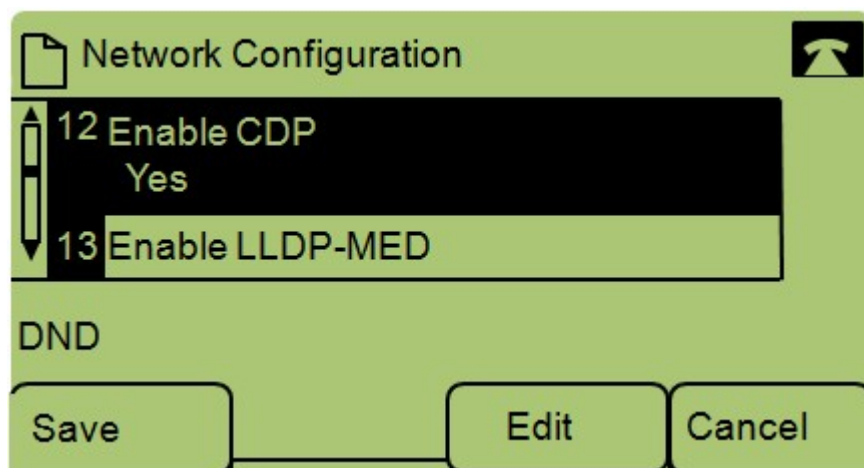 Network Configuration
12 Enable CDP
Yes
13 Enable LLDP-MED
DND
Save Edit Cancel